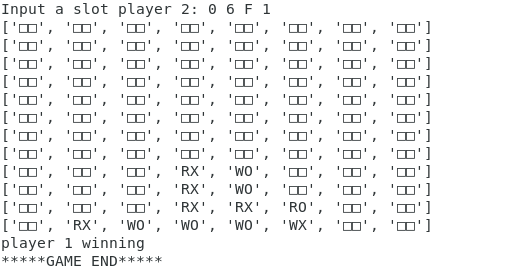 Input a slot player 2: 0 6 F 1
['□□', '□□', '□□', '□□', '□□', '□□', '□□', '□□']
['□□', '□□', '□□', '□□', '□□', '□□', '□□', '□□']
['□□', '□□', '□□', '□□', '□□', '□□', '□□', '□□']
['□□', '□□', '□□', '□□', '□□', '□□', '□□', '□□']
['□□', '□□', '□□', '□□', '□□', '□□', '□□', '□□']
['□□', '□□', '□□', '□□', '□□', '□□', '□□', '□□']
['□□', '□□', '□□', '□□', '□□', '□□', '□□', '□□']
['□□', '□□', '□□', '□□', '□□', '□□', '□□', '□□']
['□□', '□□', '□□', 'RX', 'WO', '□□', '□□', '□□']
['□□', '□□', '□□', 'RX', 'WO', '□□', '□□', '□□']
['□□', '□□', '□□', 'RX', 'RX', 'RO', '□□', '□□']
['□□', 'RX', 'WO', 'WO', 'WO', 'WX', '□□', '□□']
player 1 winning
*****GAME END*****